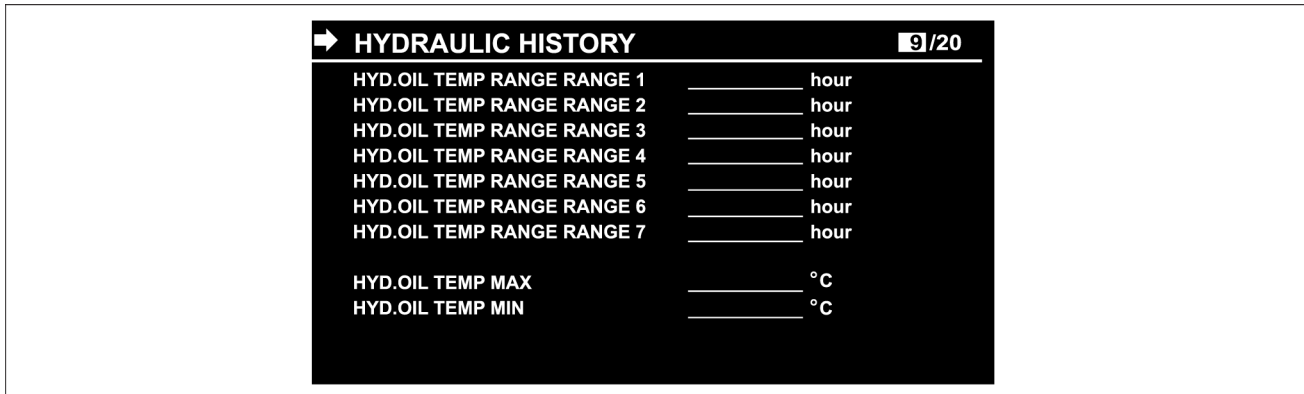 HYDRAULIC HISTORY 9/20
HYD.OIL TEMP RANGE RANGE 1 hour
HYD.OIL TEMP RANGE RANGE 2 hour
HYD.OIL TEMP RANGE RANGE 3 hour
HYD.OIL TEMP RANGE RANGE 4 hour
HYD.OIL TEMP RANGE RANGE 5 hour
HYD.OIL TEMP RANGE RANGE 6 hour
HYD.OIL TEMP RANGE RANGE 7 hour
HYD.OIL TEMP MAX °C
HYD.OIL TEMP MIN °C